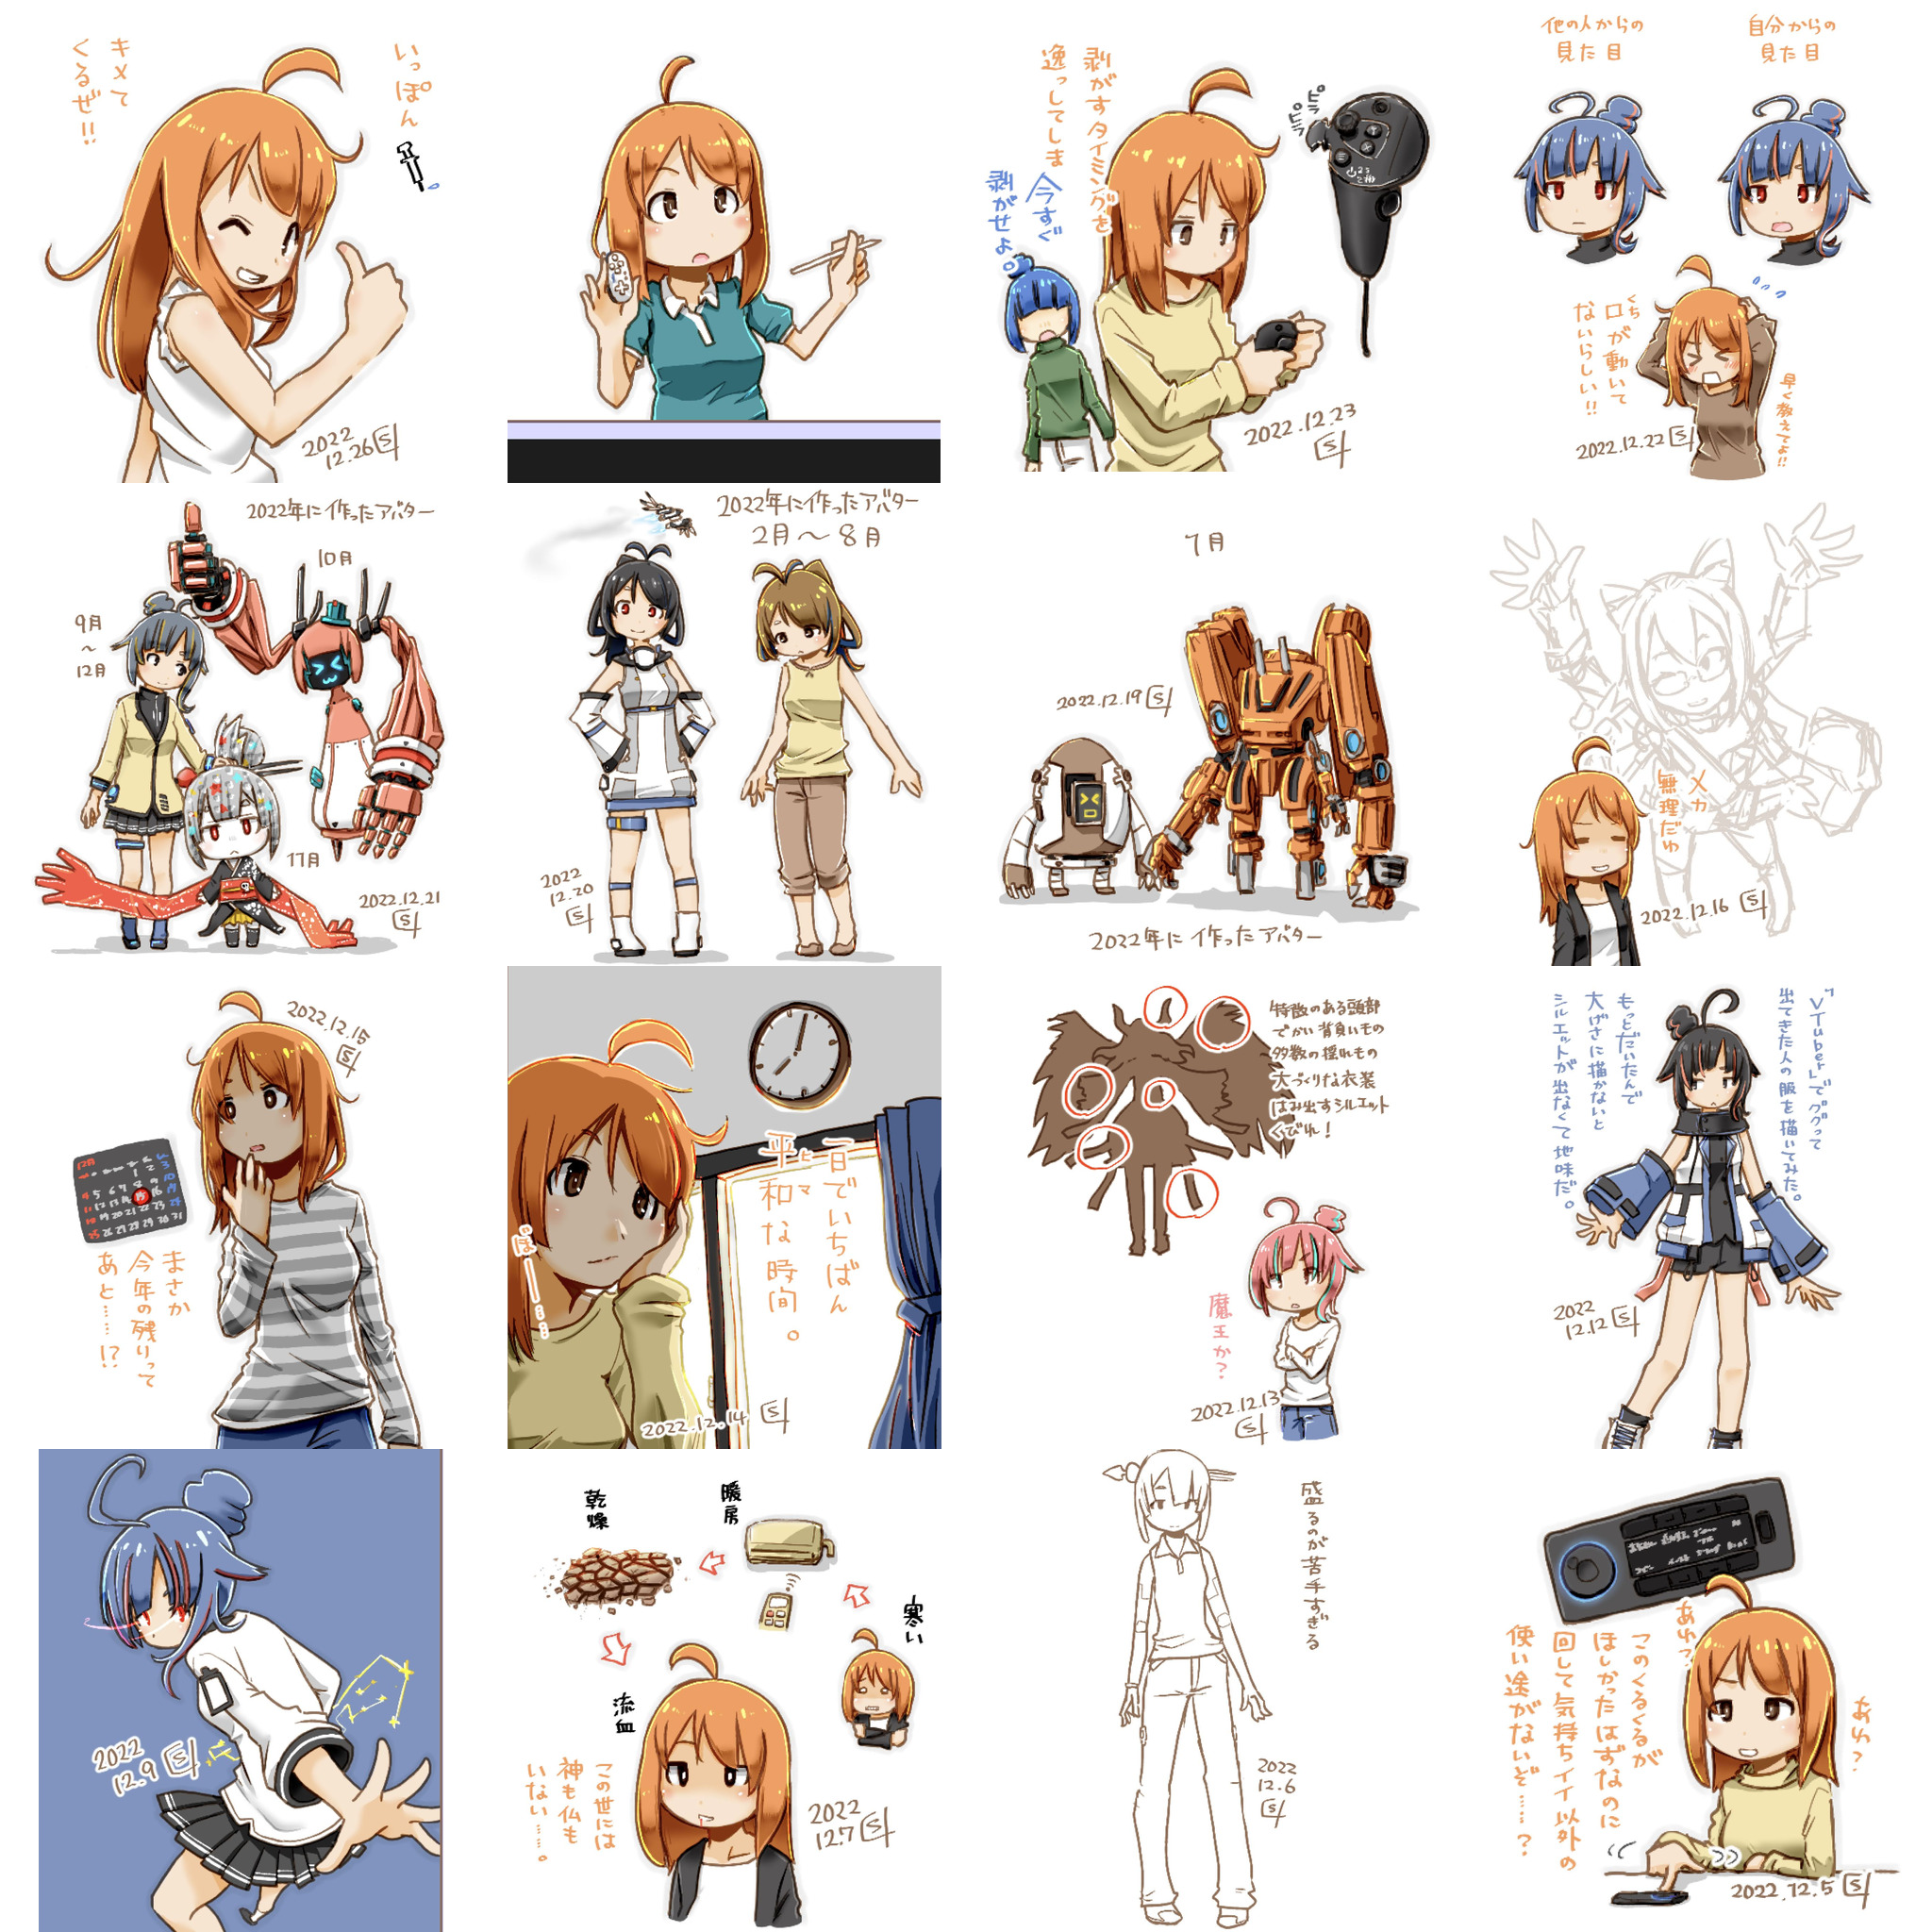 いっぽん
キメて
くるぜ!!
2022
12.26
剥がすタイミングを
逸っしてしま
今すぐ
剥がせよ。
ピラ
ピラ
2022.12.23
他の人からの
見た目
自分からの
見た目
くち
口が動いて
ないらしい!!
早く教えてよ!!
2022.12.22
2022年に作ったアバター
10月
9月
~
12月
11月
2022.12.21
2022年に作ったアバター
2月~8月
2022
12.20
7月
2022.12.19
2022年に作ったアバター
メカ
無理だわ
2022.12.16
2022.12.15
12月
まさか
今年の残りって
あと……!?
一日でいちばん
平和な時間。
ヒマ
ぼーー……
2022.12.14
特徴のある頭部
でかい背負いもの
多数の揺れもの
大づくりな衣装
はみ出すシルエット
くびれ!
魔王か?
2022.12.13
「VTuber」でググって
出てきた人の服を描いてみた。
もっとだいたんで
大げさに描かないと
シルエットが出なくて地味だ。
2022
12.12
2022
12.9
乾燥
暖房
寒い
流血
この世には
神も仏も
いない……。
2022
12.7
盛るのが苦手すぎる
2022
12.6
あれ?
あれ?
このくるくるが
ほしかったはずなのに
回して気持ちイイ以外の
使い途がないぞ……?
2022.12.5